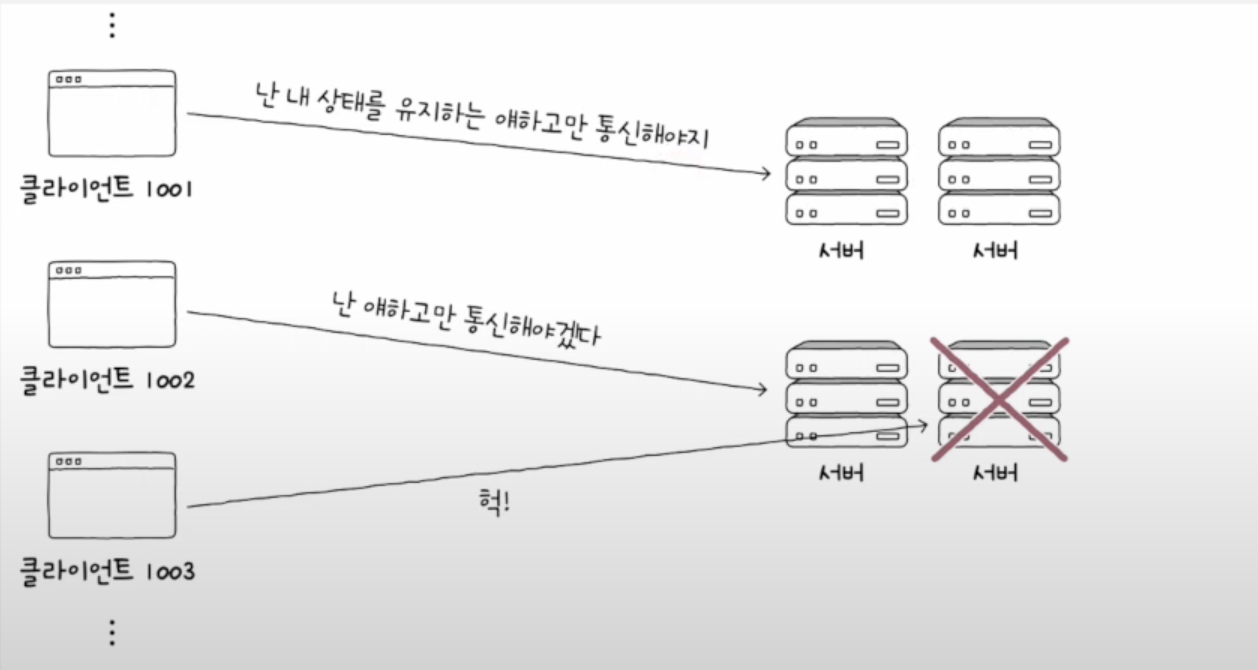 난 내 상태를 유지하는 애하고만 통신해야지
클라이언트 1001
서버
서버
난 얘하고만 통신해야겠다
클라이언트 1002
서버
서버
헉!
클라이언트 1003